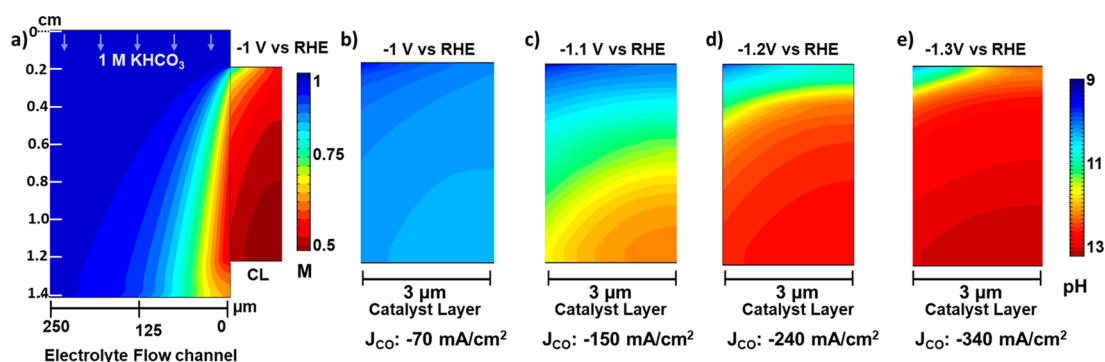 cm
a)
0
0.2
0.4
0.6
0.8
1.0
1.2
1.4
1 M KHCO₃
-1 V vs RHE
CL
1
0.75
0.5
M
250
125
0
µm
Electrolyte Flow channel
b)
-1 V vs RHE
3 µm
Catalyst Layer
J_CO: -70 mA/cm²
c)
-1.1 V vs RHE
3 µm
Catalyst Layer
J_CO: -150 mA/cm²
d)
-1.2V vs RHE
3 µm
Catalyst Layer
J_CO: -240 mA/cm²
e)
-1.3V vs RHE
3 µm
Catalyst Layer
J_CO: -340 mA/cm²
9
11
13
pH